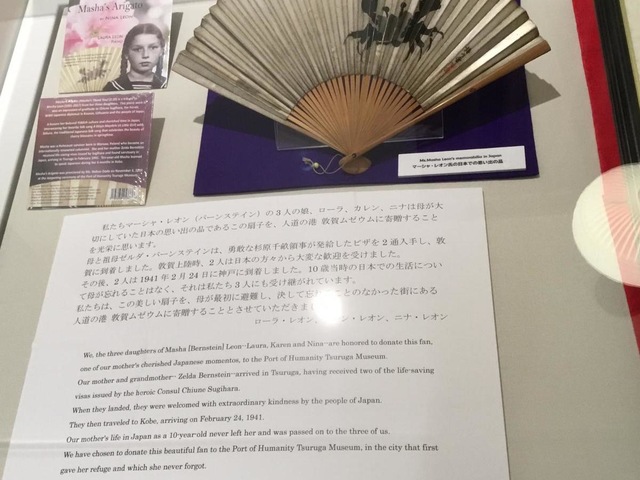 Masha's Arigato
by NINA LEON
LAURA LEON
Ms.Masha Leon's memorabilia in Japan
マーシャ・レオン氏の日本での思い出の品
私たちマーシャ・レオン（バーンステイン）の３人の娘、ローラ、カレン、ニナは母が大
切にしていた日本の思い出の品であるこの扇子を、人道の港 敦賀ムゼウムに寄贈すること
を光栄に思います。
母と祖母ゼルダ・バーンステインは、勇敢な杉原千畝領事が発給したビザを２通入手し、敦
賀に到着しました。敦賀上陸時、2人は日本の方々から大変な歓迎を受けました。
その後、２人は1941年２月24日に神戸に到着しました。10歳当時の日本での生活につい
て母が忘れることはなく、それは私たち３人にも受け継がれています。
私たちは、この美しい扇子を、母が最初に避難し、決して忘 ことのなかった街にある
人道の港 敦賀ムゼウムに寄贈することとさせていただきま
ローラ・レオン、 ン・レオン、ニナ・レオン
We, the three daughters of Masha [Bernstein] Leon–Laura, Karen and Nina–are honored to donate this fan,
one of our mother's cherished Japanese momentos, to the Port of Humanity Tsuruga Museum.
Our mother and grandmother– Zelda Bernstein–arrived in Tsuruga, having received two of the life-saving
visas issued by the heroic Consul Chiune Sugihara.
When they landed, they were welcomed with extraordinary kindness by the people of Japan.
They then traveled to Kobe, arriving on February 24, 1941.
Our mother's life in Japan as a 10-year-old never left her and was passed on to the three of us.
We have chosen to donate this beautiful fan to the Port of Humanity Tsuruga Museum, in the city that first
gave her refuge and which she never forgot.